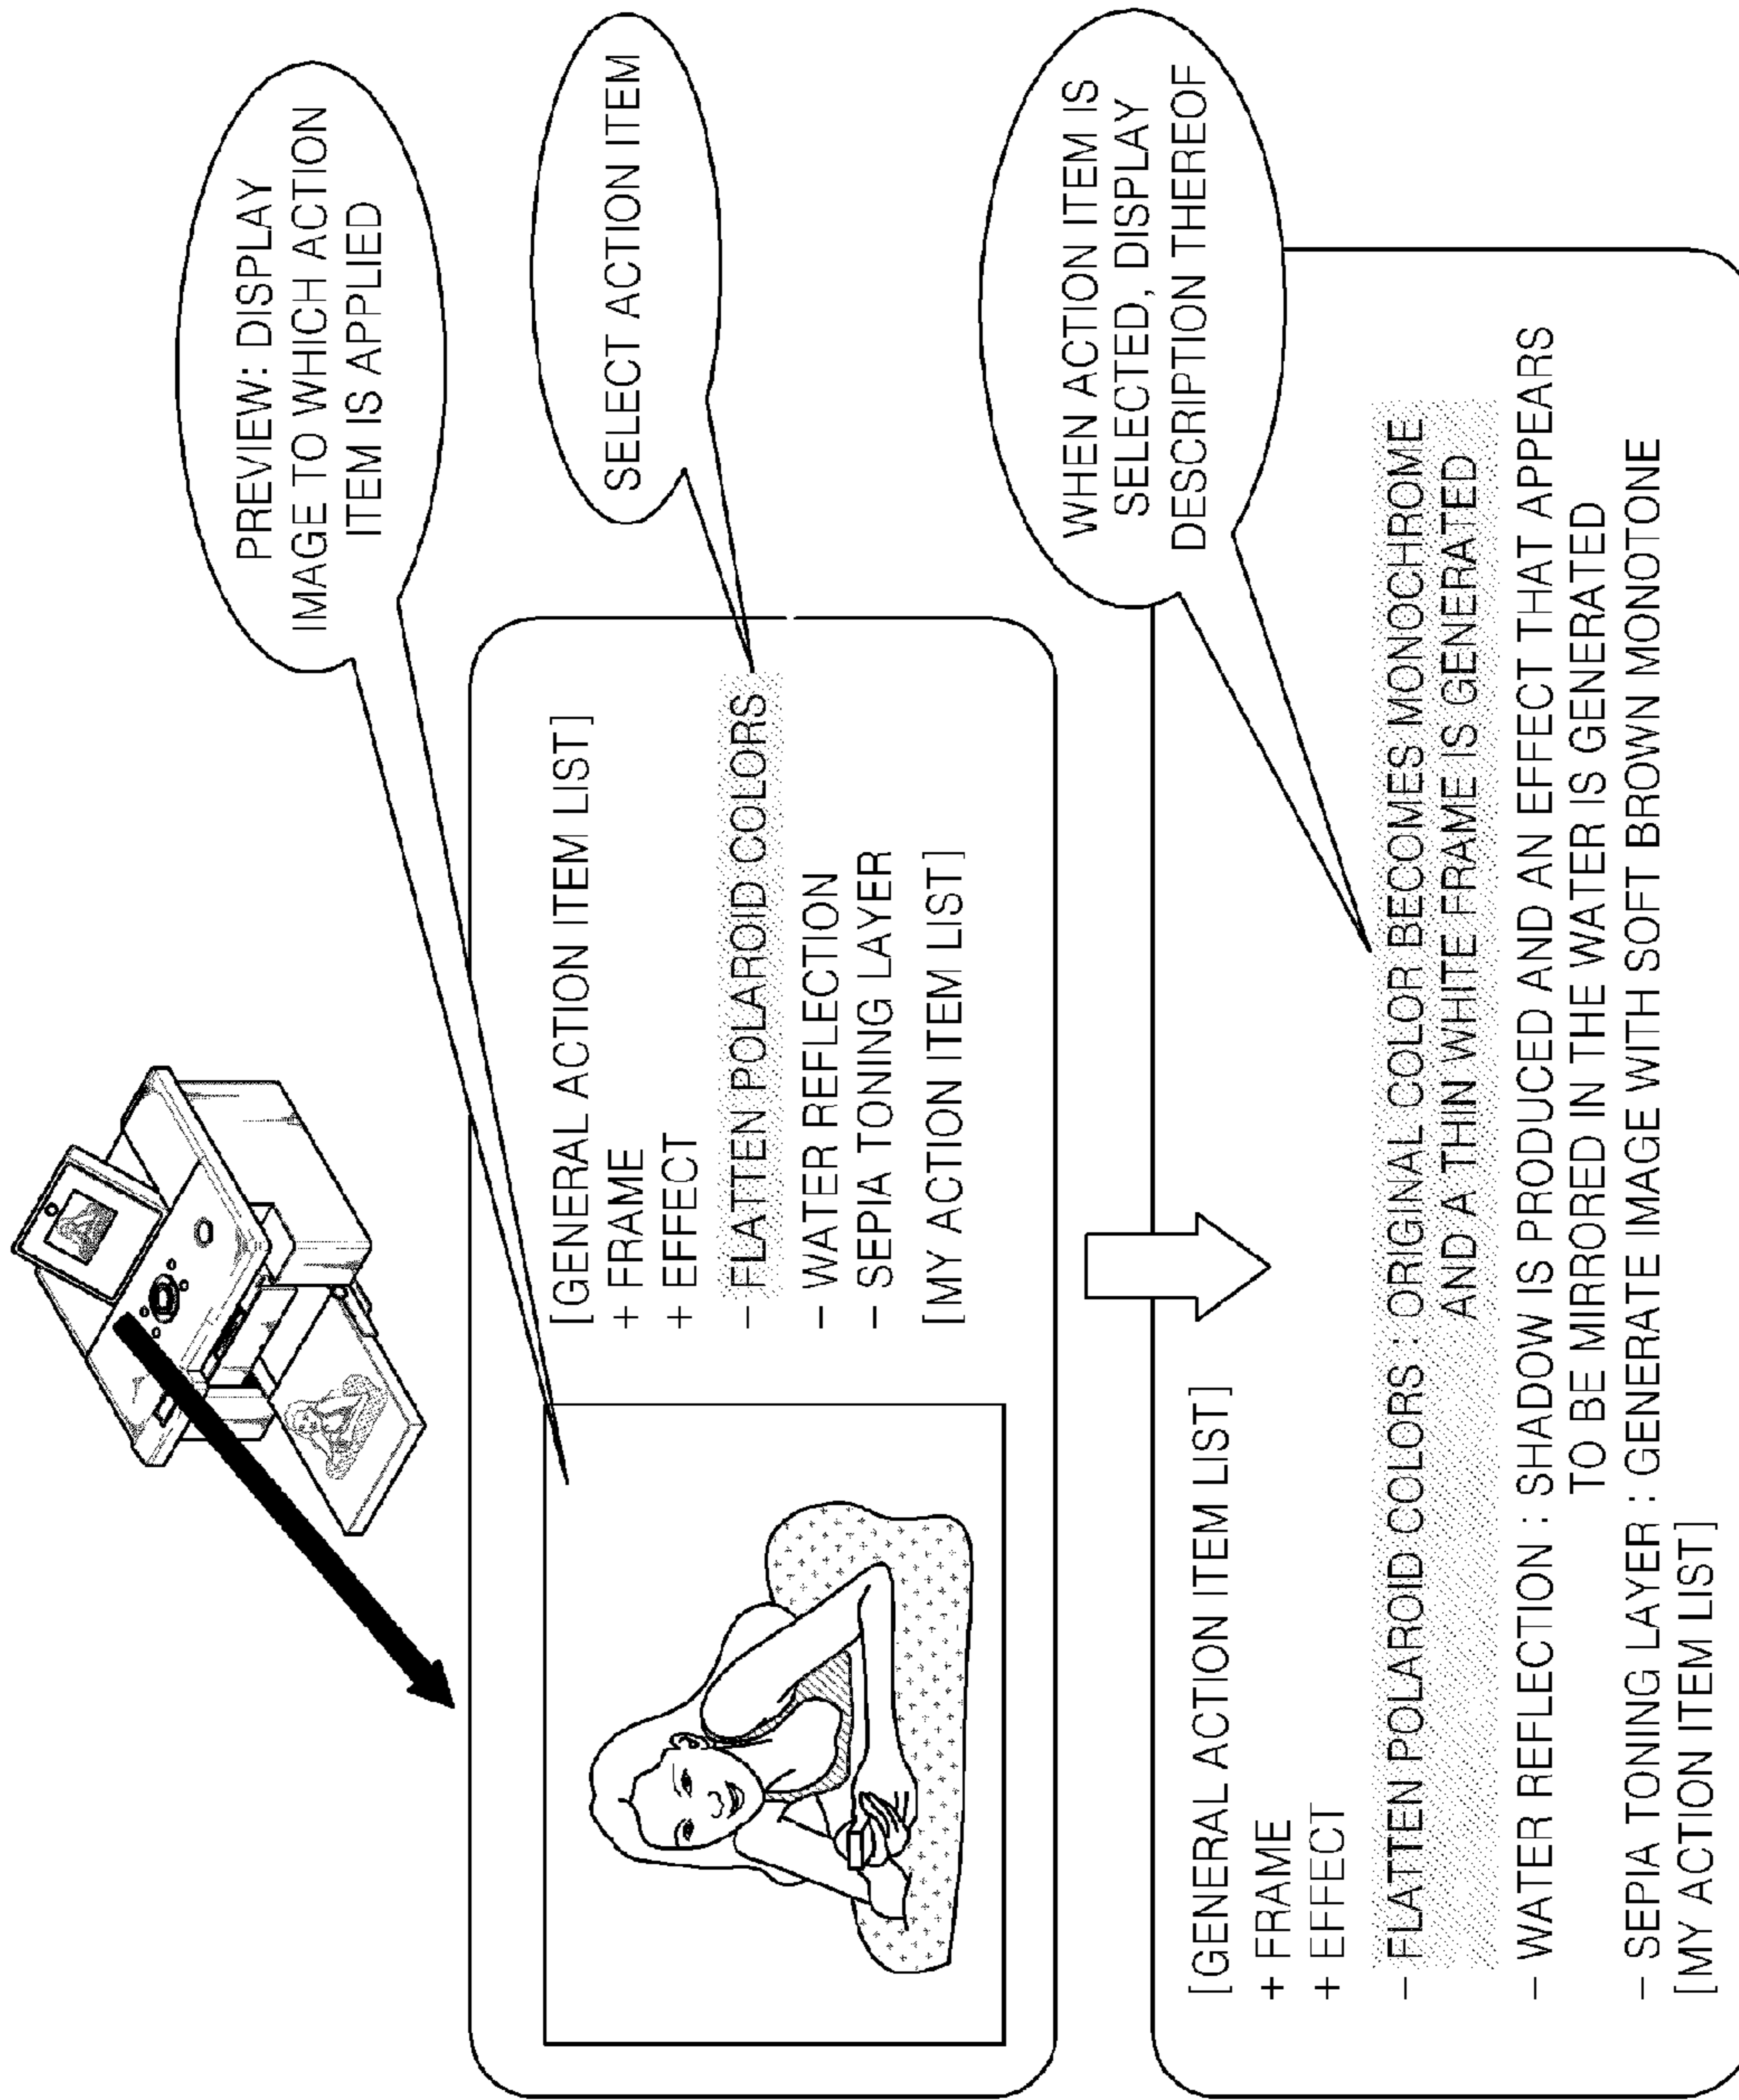 PREVIEW: DISPLAY
IMAGE TO WHICH ACTION
ITEM IS APPLIED
SELECT ACTION ITEM
[GENERAL ACTION ITEM LIST]
+ FRAME
+ EFFECT
- FLATTEN POLAROID COLORS
- WATER REFLECTION
- SEPIA TONING LAYER
[MY ACTION ITEM LIST]
WHEN ACTION ITEM IS
SELECTED, DISPLAY
DESCRIPTION THEREOF
[GENERAL ACTION ITEM LIST]
+ FRAME
+ EFFECT
- FLATTEN POLAROID COLORS : ORIGINAL COLOR BECOMES MONOCHROME
AND A THIN WHITE FRAME IS GENERATED
- WATER REFLECTION : SHADOW IS PRODUCED AND AN EFFECT THAT APPEARS
TO BE MIRRORED IN THE WATER IS GENERATED
- SEPIA TONING LAYER : GENERATE IMAGE WITH SOFT BROWN MONOTONE
[MY ACTION ITEM LIST]